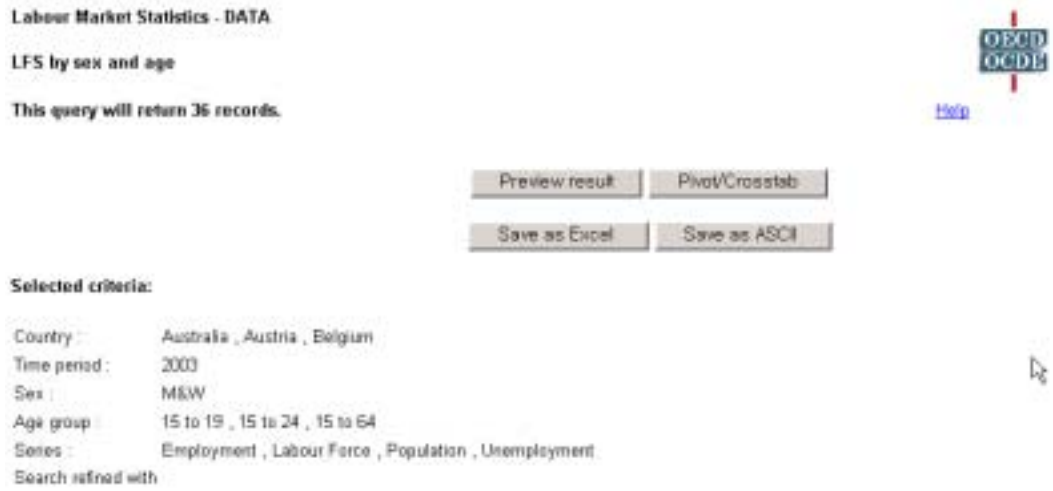 Labour Market Statistics - DATA
OECD
OCDE
LFS by sex and age
This query will return 36 records.
Help
Preview result
Pivot/Crosstab
Save as Excel
Save as ASCII
Selected criteria:
Country : Australia , Austria , Belgium
Time period : 2003
Sex : M&W
Age group : 15 to 19 , 15 to 24 , 15 to 64
Series : Employment , Labour Force , Population , Unemployment
Search refined with